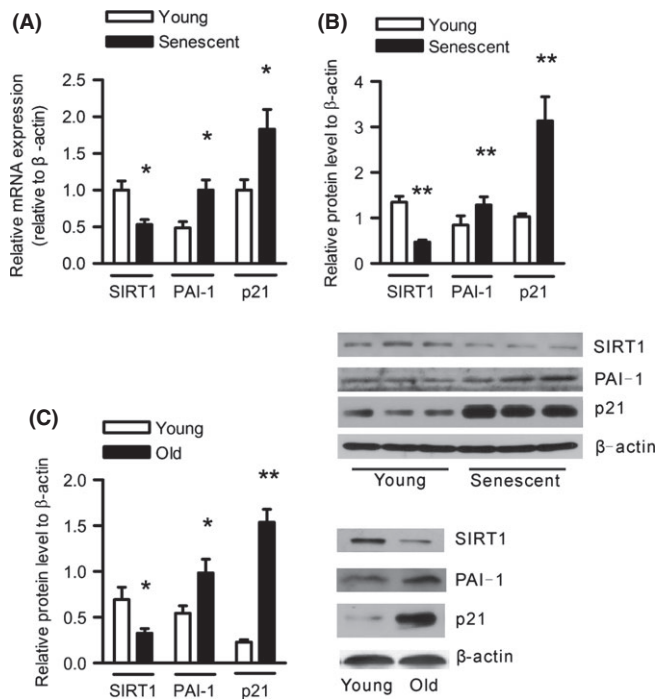 (A)
Young
Senescent
Relative mRNA expression
(relative to β-actin)
2.5
2.0
1.5
1.0
0.5
0.0
*
*
*
SIRT1 PAI-1 p21
(B)
Young
Senescent
Relative protein level to β-actin
4
3
2
1
0
**
**
**
SIRT1 PAI-1 p21
SIRT1
PAI-1
p21
β-actin
Young Senescent
(C)
Young
Old
Relative protein level to β-actin
2.0
1.5
1.0
0.5
0.0
*
*
**
SIRT1 PAI-1 p21
SIRT1
PAI-1
p21
β-actin
Young Old